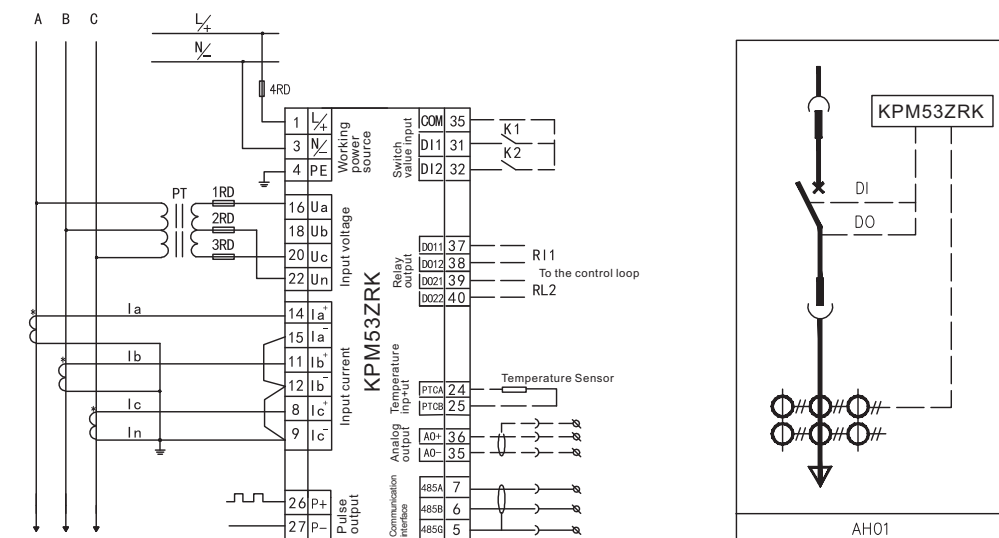 A B C
L/+
N/-
4RD
1 L/+
3 N/-
4 PE
Working
power
source
PT
1RD
2RD
3RD
16 Ua
18 Ub
20 Uc
22 Un
Input voltage
Ia
Ib
Ic
In
*
*
*
14 Ia+
15 Ia-
11 Ib+
12 Ib-
8 Ic+
9 Ic-
Input current
26 P+
27 P-
Pulse
output
KPM53ZRK
Switch
value input
COM 35
DI1 31
DI2 32
K1
K2
Relay
output
DO11 37
DO12 38
DO21 39
DO22 40
RI1
To the control loop
RL2
Temperature
inp+ut
PTCA 24
PTCB 25
Temperature Sensor
Analog
output
AO+ 36
AO- 35
Communication
interface
485A 7
485B 6
485G 5
KPM53ZRK
DI
DO
AH01